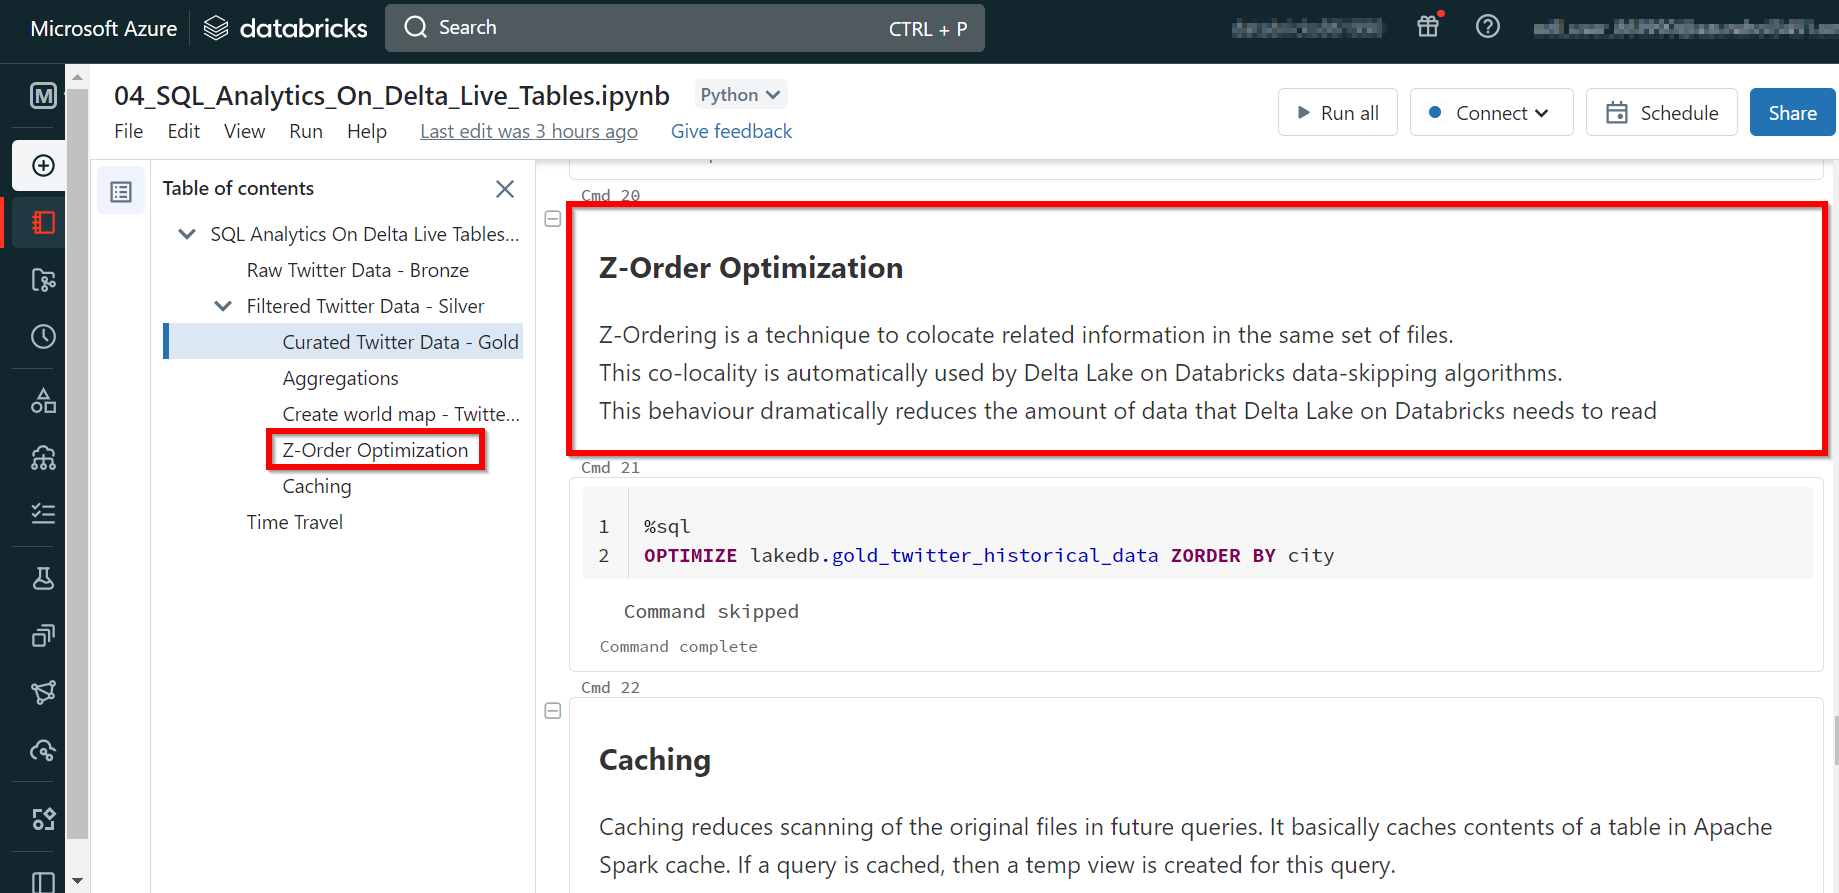 Microsoft Azure
databricks
Search
CTRL + P
M
04_SQL_Analytics_On_Delta_Live_Tables.ipynb
Python
File Edit View Run Help Last edit was 3 hours ago Give feedback
Run all
Connect
Schedule
Share
Table of contents
SQL Analytics On Delta Live Tables...
Raw Twitter Data - Bronze
Filtered Twitter Data - Silver
Curated Twitter Data - Gold
Aggregations
Create world map - Twitte...
Z-Order Optimization
Caching
Time Travel
Cmd 20
Z-Order Optimization
Z-Ordering is a technique to colocate related information in the same set of files.
This co-locality is automatically used by Delta Lake on Databricks data-skipping algorithms.
This behaviour dramatically reduces the amount of data that Delta Lake on Databricks needs to read
Cmd 21
1 %sql
2 OPTIMIZE lakedb.gold_twitter_historical_data ZORDER BY city
Command skipped
Command complete
Cmd 22
Caching
Caching reduces scanning of the original files in future queries. It basically caches contents of a table in Apache
Spark cache. If a query is cached, then a temp view is created for this query.